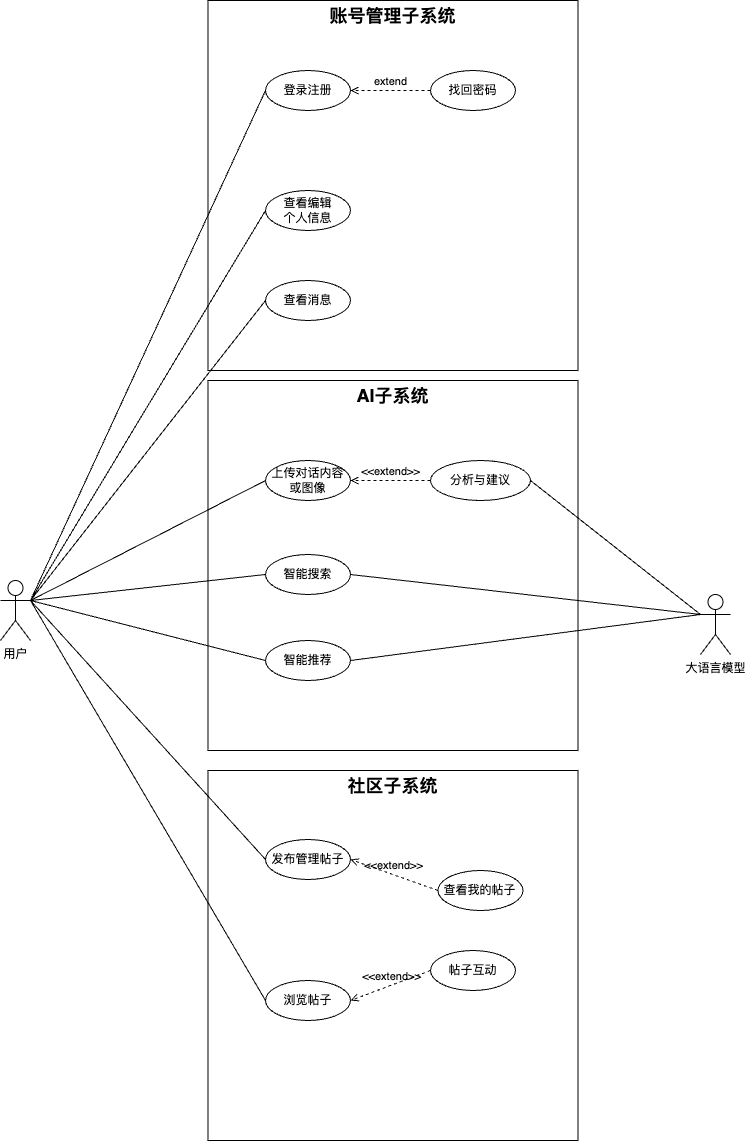 账号管理子系统
登录注册
extend
找回密码
查看编辑
个人信息
查看消息
AI子系统
上传对话内容
或图像
<<extend>>
分析与建议
智能搜索
智能推荐
用户
大语言模型
社区子系统
发布管理帖子
<<extend>>
查看我的帖子
浏览帖子
<<extend>>
帖子互动